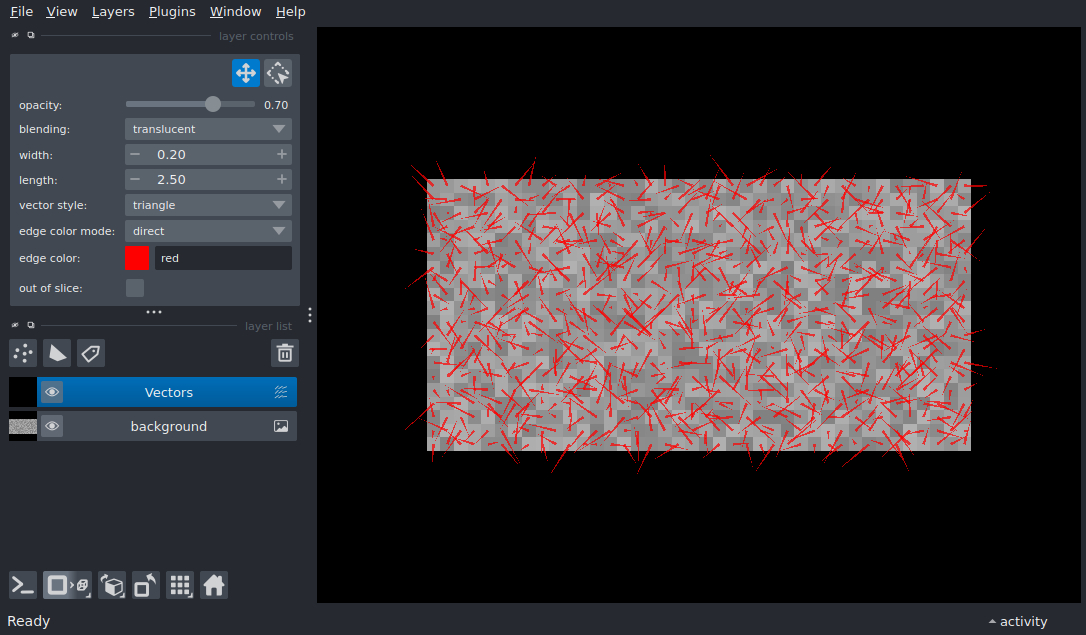 File View Layers Plugins Window Help
layer controls
opacity: 0.70
blending: translucent
width: 0.20
length: 2.50
vector style: triangle
edge color mode: direct
edge color: red
out of slice:
layer list
Vectors
background
Ready
activity